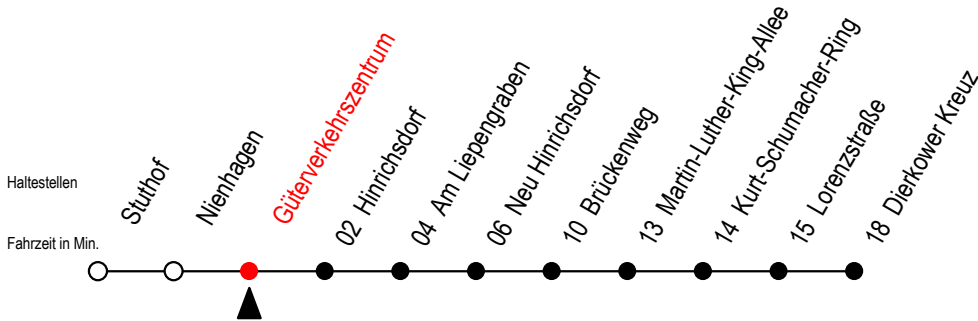 Haltestellen
Fahrzeit in Min.
Stuthof
Nienhagen
Güterverkehrszentrum
02 Hinrichsdorf
04 Am Liepengraben
06 Neu Hinrichsdorf
10 Brückenweg
13 Martin-Luther-King-Allee
14 Kurt-Schumacher-Ring
15 Lorenzstraße
18 Dierkower Kreuz